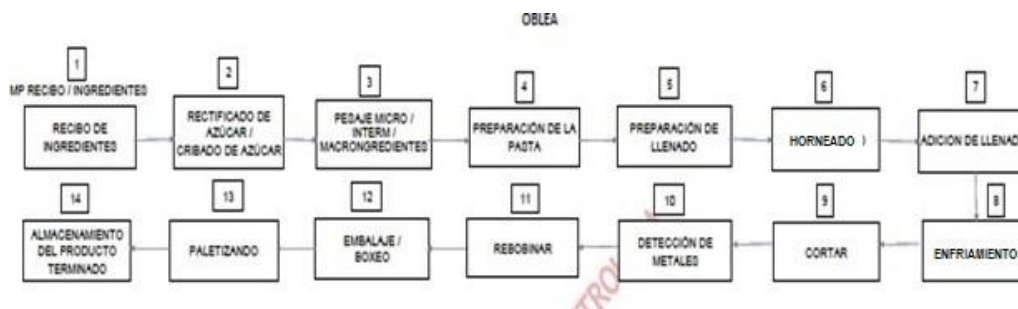 OBLEA
1
MP RECIBO / INGREDIENTES
RECIBO DE
INGREDIENTES
2
RECTIFICADO DE
AZÚCAR /
CRIBADO DE AZÚCAR
3
PESAJE MICRO /
INTERM /
MACRONGREDIENTES
4
PREPARACIÓN DE LA
PASTA
5
PREPARACIÓN DE
LLENADO
6
HORNEADO )
7
ADICION DE LLENAD
8
ENFRIAMIENTO
9
CORTAR
10
DETECCIÓN DE
METALES
11
REBOBINAR
12
EMBALAJE /
BOXEO
13
PALETIZANDO
14
ALMACENAMIENTO
DEL PRODUCTO
TERMINADO
TROL